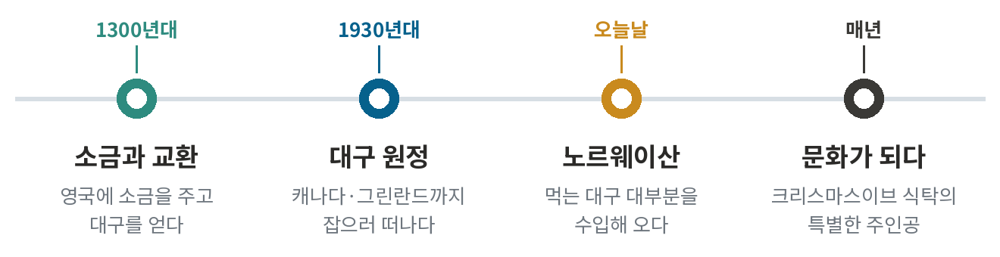 1300년대
소금과 교환
영국에 소금을 주고
대구를 얻다
1930년대
대구 원정
캐나다·그린란드까지
잡으러 떠나다
오늘날
노르웨이산
먹는 대구 대부분을
수입해 오다
매년
문화가 되다
크리스마스이브 식탁의
특별한 주인공